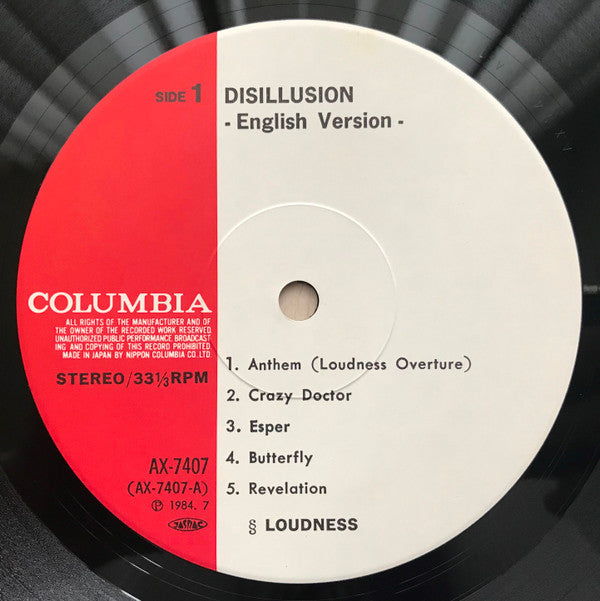 SIDE 1
DISILLUSION
- English Version -
COLUMBIA
ALL RIGHTS OF THE MANUFACTURER AND OF
THE OWNER OF THE RECORDED WORK RESERVED.
UNAUTHORIZED PUBLIC PERFORMANCE, BROADCAST
ING AND COPYING OF THIS RECORD PROHIBITED.
MADE IN JAPAN BY NIPPON COLUMBIA CO., LTD.
STEREO/33⅓RPM
1. Anthem (Loudness Overture)
2. Crazy Doctor
3. Esper
4. Butterfly
5. Revelation
AX-7407
(AX-7407-A)
℗ 1984. 7
JASRAC
§ LOUDNESS